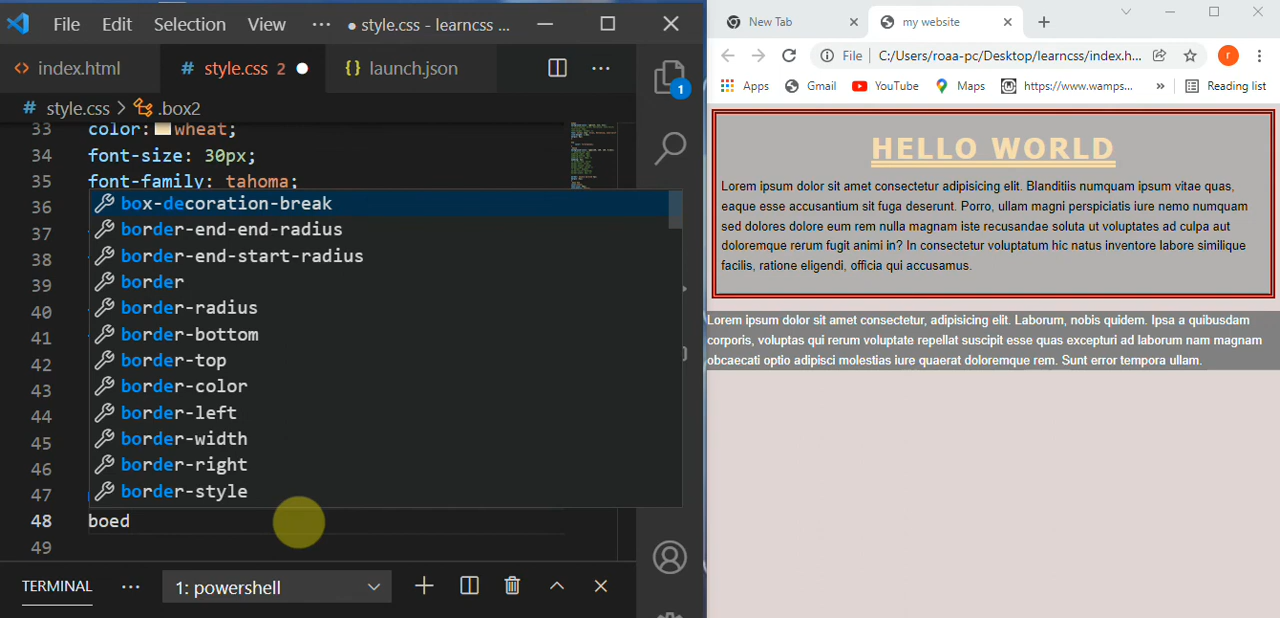 File Edit Selection View ··· ● style.css - learncss ...
<> index.html # style.css 2 ● {} launch.json ···
# style.css > .box2
33 color: wheat;
34 font-size: 30px;
35 font-family: tahoma;
36 box-decoration-break
37 border-end-end-radius
38 border-end-start-radius
39 border
40 border-radius
41 border-bottom
42 border-top
43 border-color
44 border-left
45 border-width
46 border-right
47 border-style
48 boed
49
TERMINAL ··· 1: powershell
1
New Tab
my website
File | C:/Users/roaa-pc/Desktop/learncss/index.h... r
Apps Gmail YouTube Maps https://www.wamps... » Reading list
HELLO WORLD
Lorem ipsum dolor sit amet consectetur adipisicing elit. Blanditiis numquam ipsum vitae quas,
eaque esse accusantium sit fuga deserunt. Porro, ullam magni perspiciatis iure nemo numquam
sed dolores dolore eum rem nulla magnam iste recusandae soluta ut voluptates ad culpa aut
doloremque rerum fugit animi in? In consectetur voluptatum hic natus inventore labore similique
facilis, ratione eligendi, officia qui accusamus.
Lorem ipsum dolor sit amet consectetur, adipisicing elit. Laborum, nobis quidem. Ipsa a quibusdam
corporis, voluptas qui rerum voluptate repellat suscipit esse quas excepturi ad laborum nam magnam
obcaecati optio adipisci molestias iure quaerat doloremque rem. Sunt error tempora ullam.